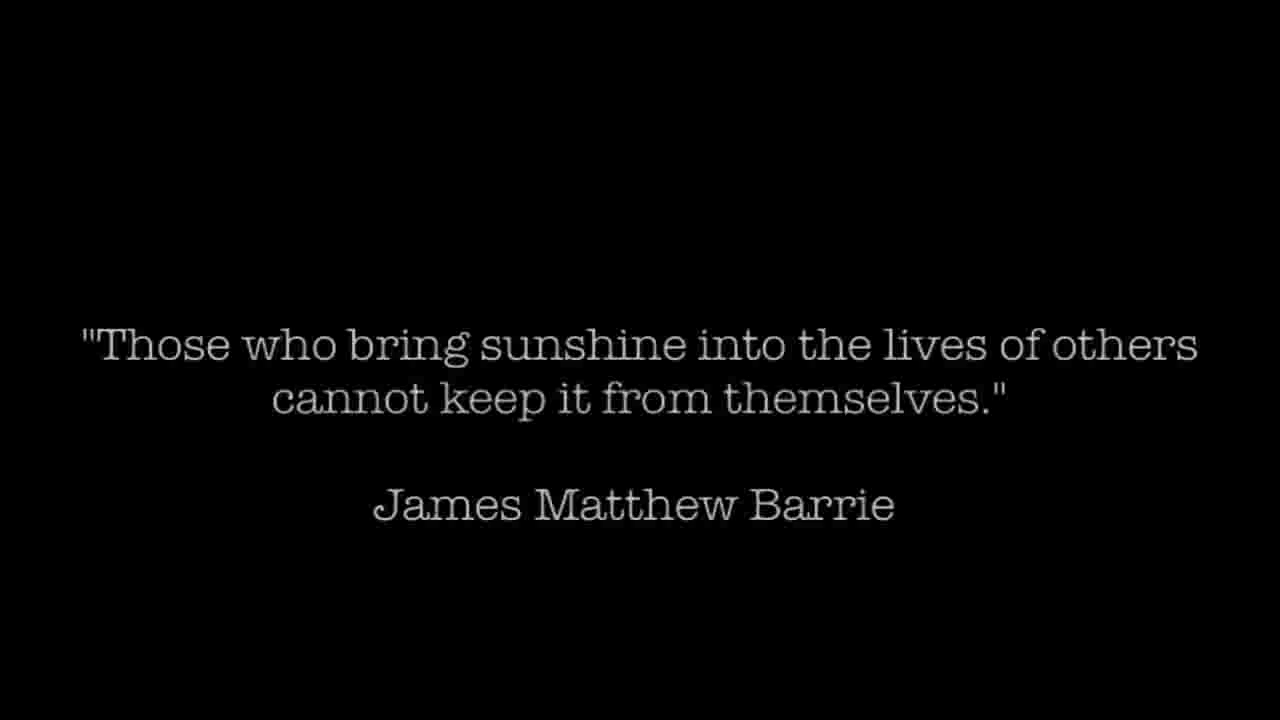 "Those who bring sunshine into the lives of others
cannot keep it from themselves."
James Matthew Barrie